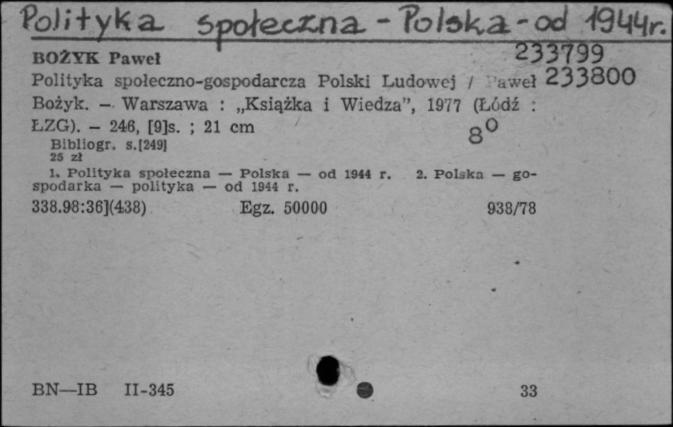 Polityka społeczna - Polska - od 1944r.
BOŻYK Paweł 233799
Polityka społeczno-gospodarcza Polski Ludowej / Paweł 233800
Bożyk. — Warszawa : „Książka i Wiedza”, 1977 (Łódź :
ŁZG). — 246, [9]s. ; 21 cm 8°
Bibliogr. s.[249]
25 zł
1. Polityka społeczna — Polska — od 1944 r. 2. Polska — go-
spodarka — polityka — od 1944 r.
338.98:36](438) Egz. 50000 938/78
BN—IB II-345 33